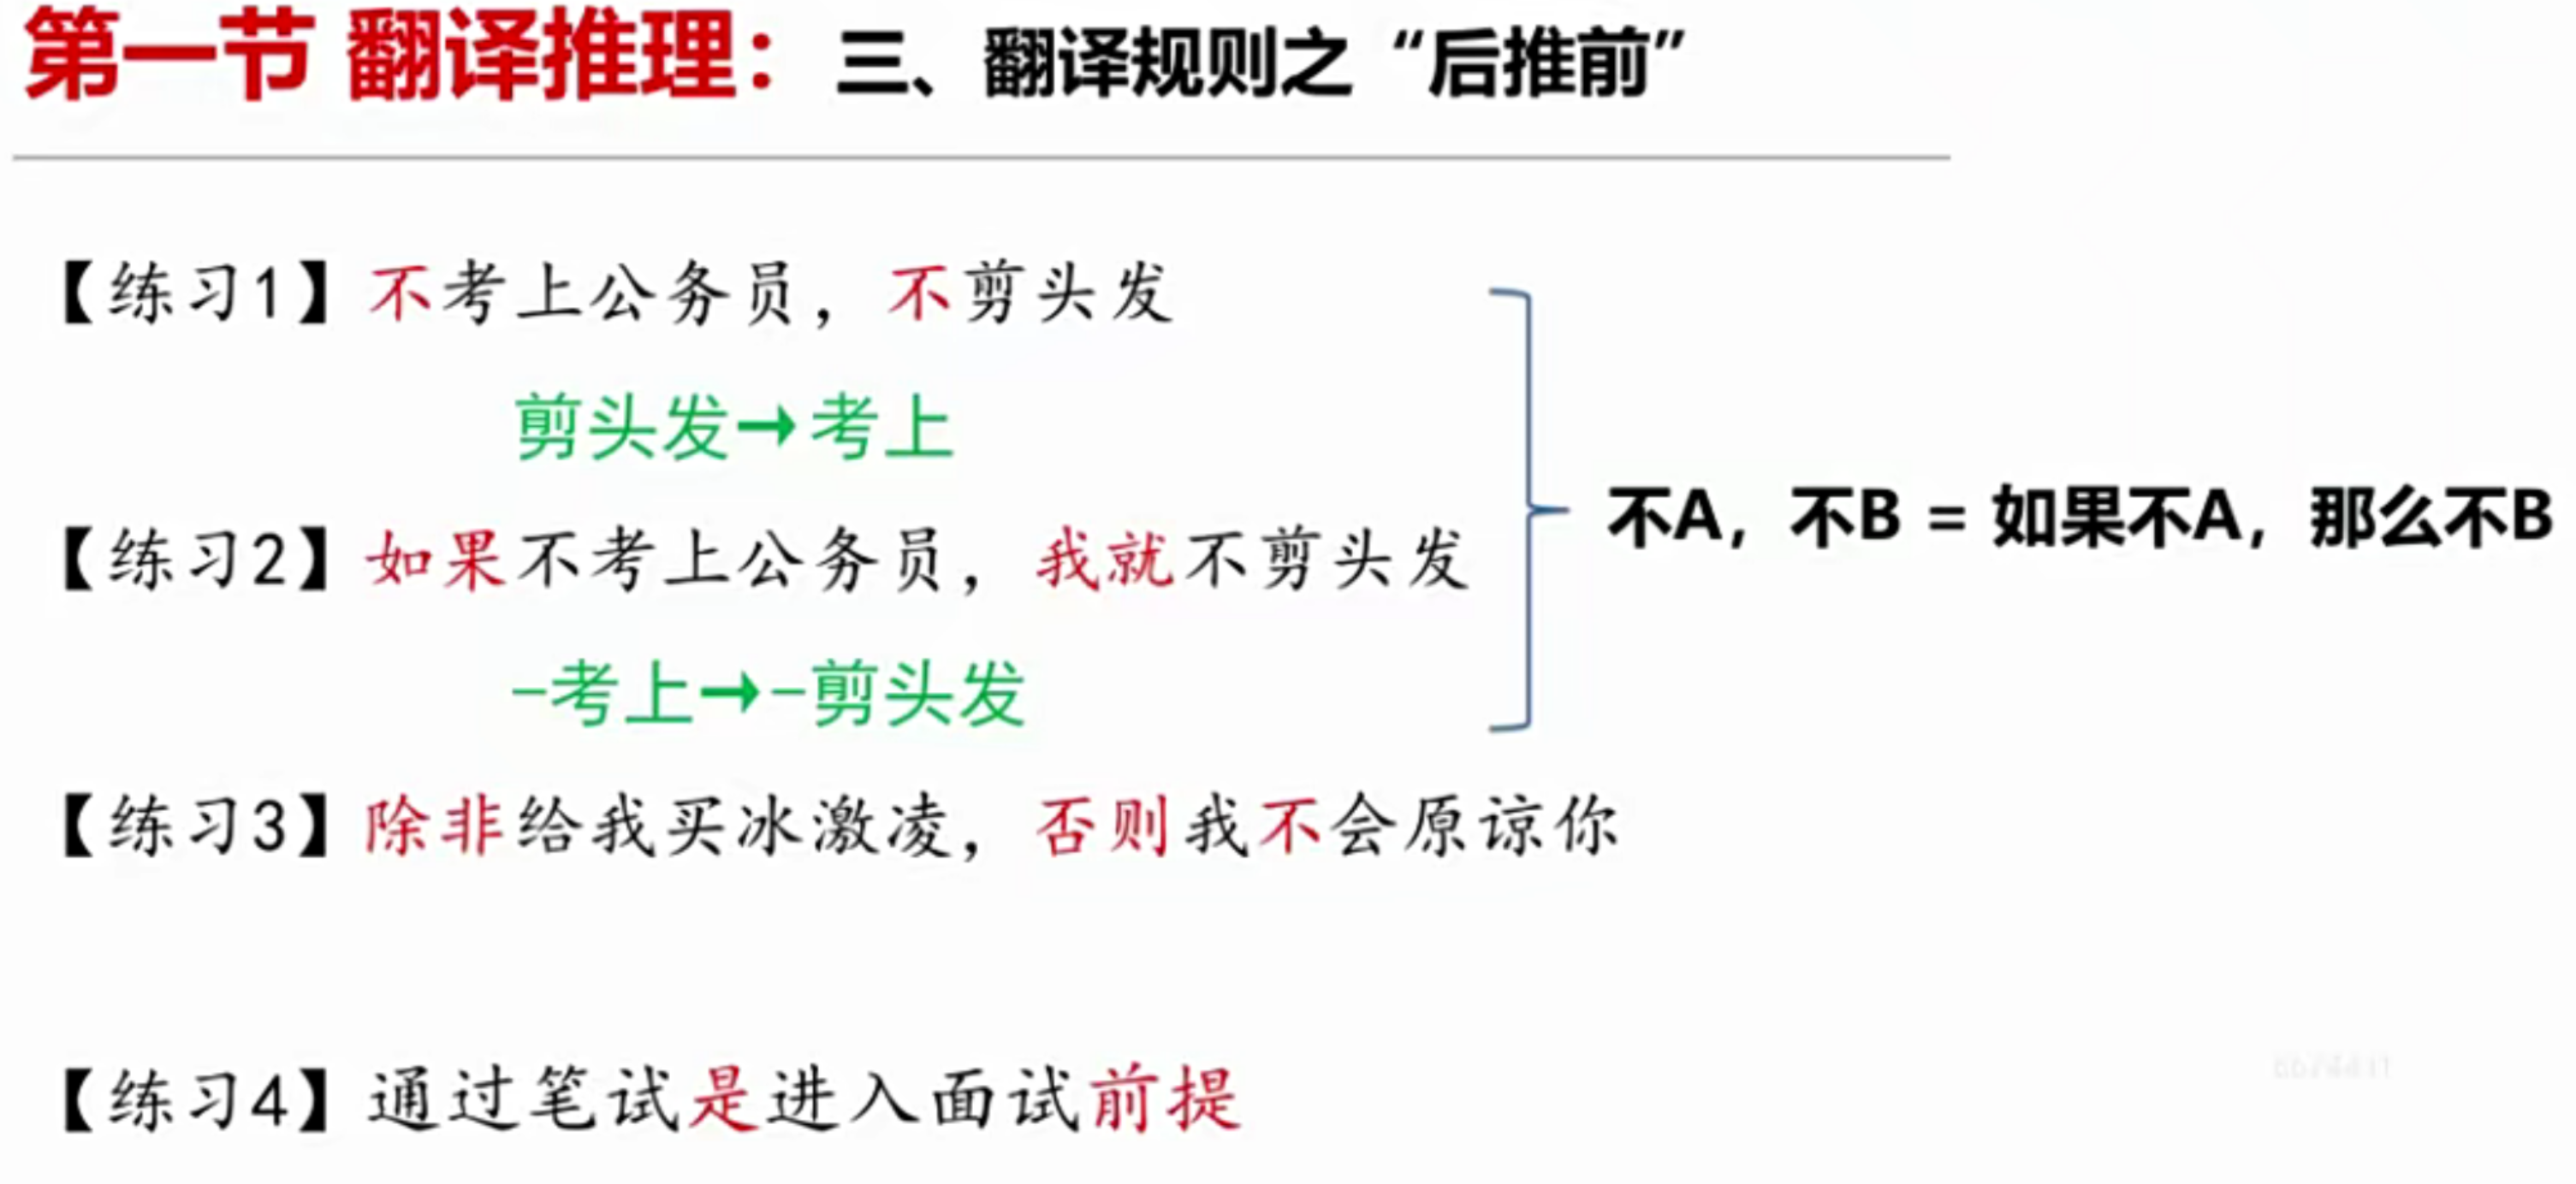 第一节 翻译推理：三、翻译规则之“后推前”
【练习1】不考上公务员，不剪头发
剪头发→考上
【练习2】如果不考上公务员，我就不剪头发
-考上→-剪头发
不A，不B = 如果不A，那么不B
【练习3】除非给我买冰激凌，否则我不会原谅你
【练习4】通过笔试是进入面试前提